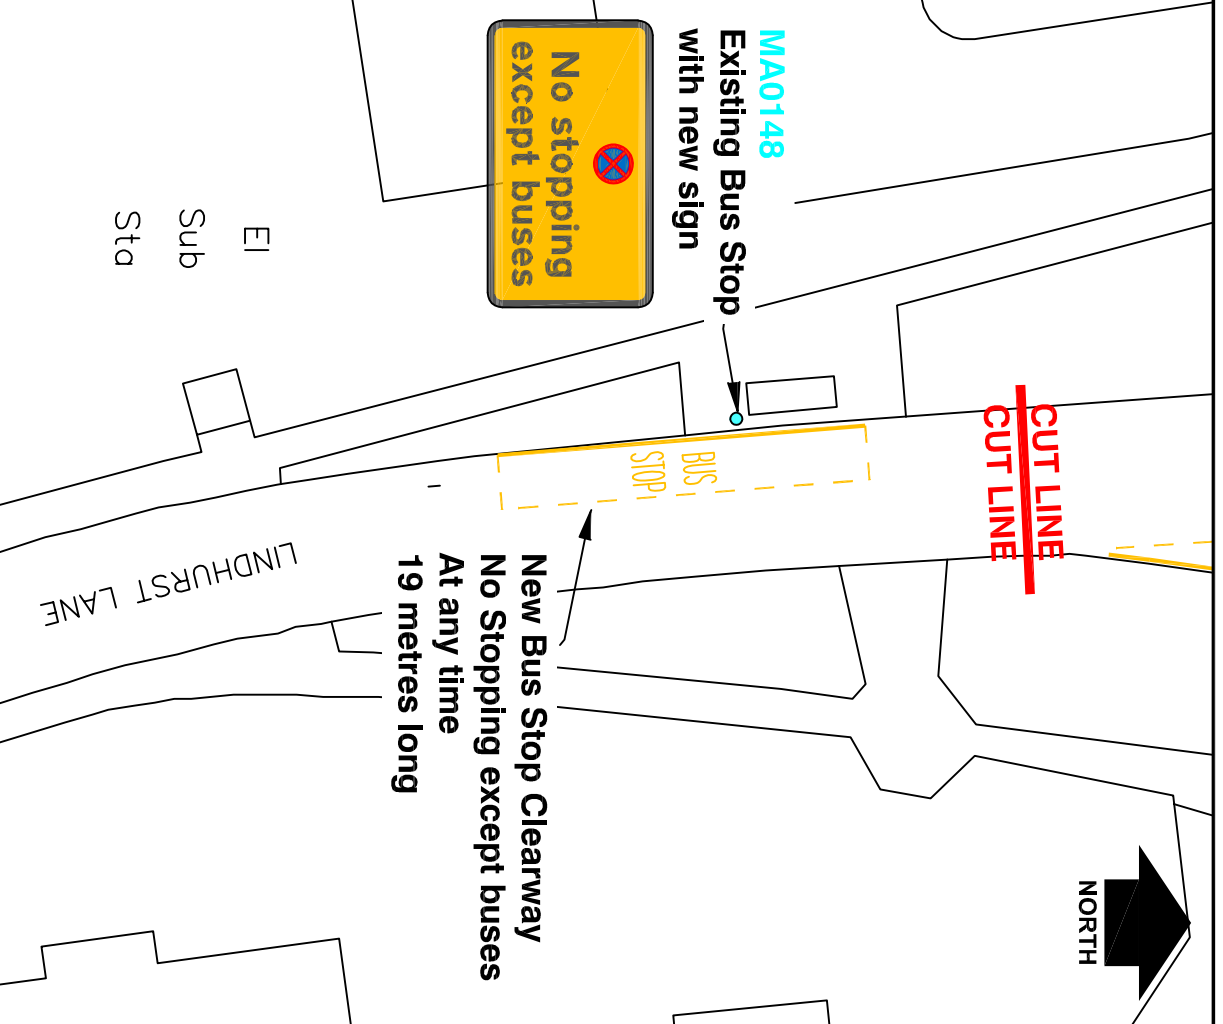 MA0148
Existing Bus Stop
with new sign
No stopping
except buses
El
Sub
Sta
CUT LINE
CUT LINE
BUS
STOP
LINDHURST LANE
New Bus Stop Clearway
No Stopping except buses
At any time
19 metres long
NORTH